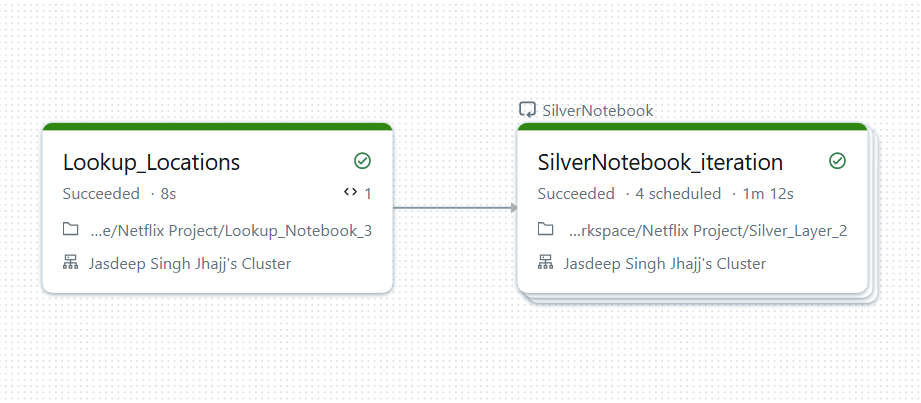 Lookup_Locations
Succeeded · 8s
1
...e/Netflix Project/Lookup_Notebook_3
Jasdeep Singh Jhajj's Cluster
SilverNotebook
SilverNotebook_iteration
Succeeded · 4 scheduled · 1m 12s
...rkspace/Netflix Project/Silver_Layer_2
Jasdeep Singh Jhajj's Cluster